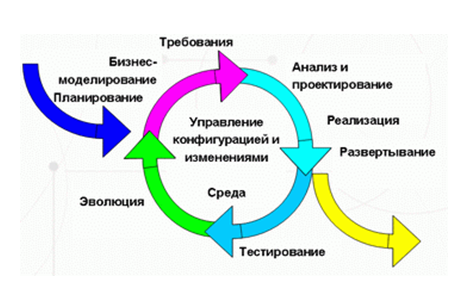 Требования
Бизнес-
моделирование
Планирование
Анализ и
проектирование
Управление
конфигурацией и
изменениями
Реализация
Развертывание
Среда
Эволюция
Тестирование